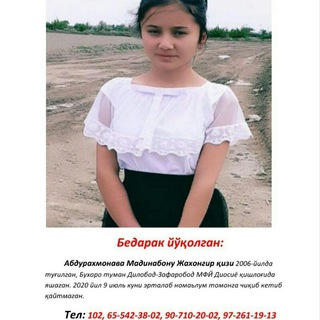 Бедарак йўқолган:
Абдурахмонава Мадинабону Жахонгир қизи 2006-йилда
туғилган, Бухоро туман Дилобод-Зафаробод МФЙ Диосиё қишлоғида
яшаган. 2020 йил 9 июль куни эрталаб номаълум томонга чиқиб кетиб
қайтмаган.
Тел: 102, 65-542-38-02, 90-710-20-02, 97-261-19-13